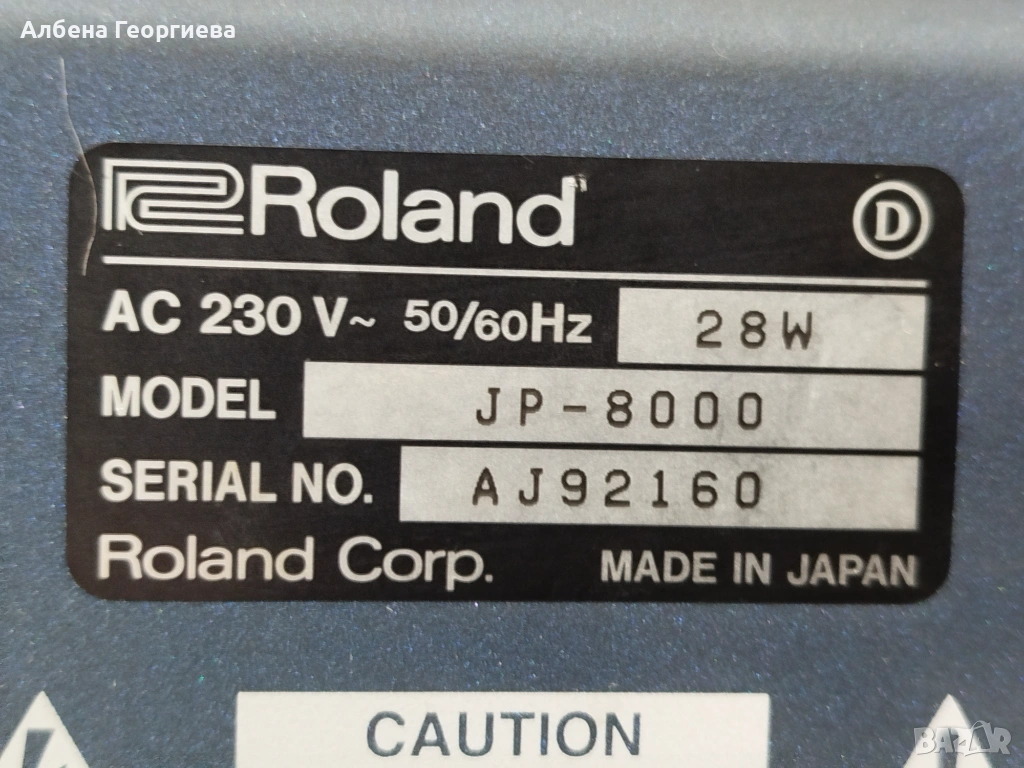 Албена Георгиева
Roland D
AC 230 V~ 50/60Hz 28W
MODEL JP-8000
SERIAL NO. AJ92160
Roland Corp. MADE IN JAPAN
CAUTION
BAZAR